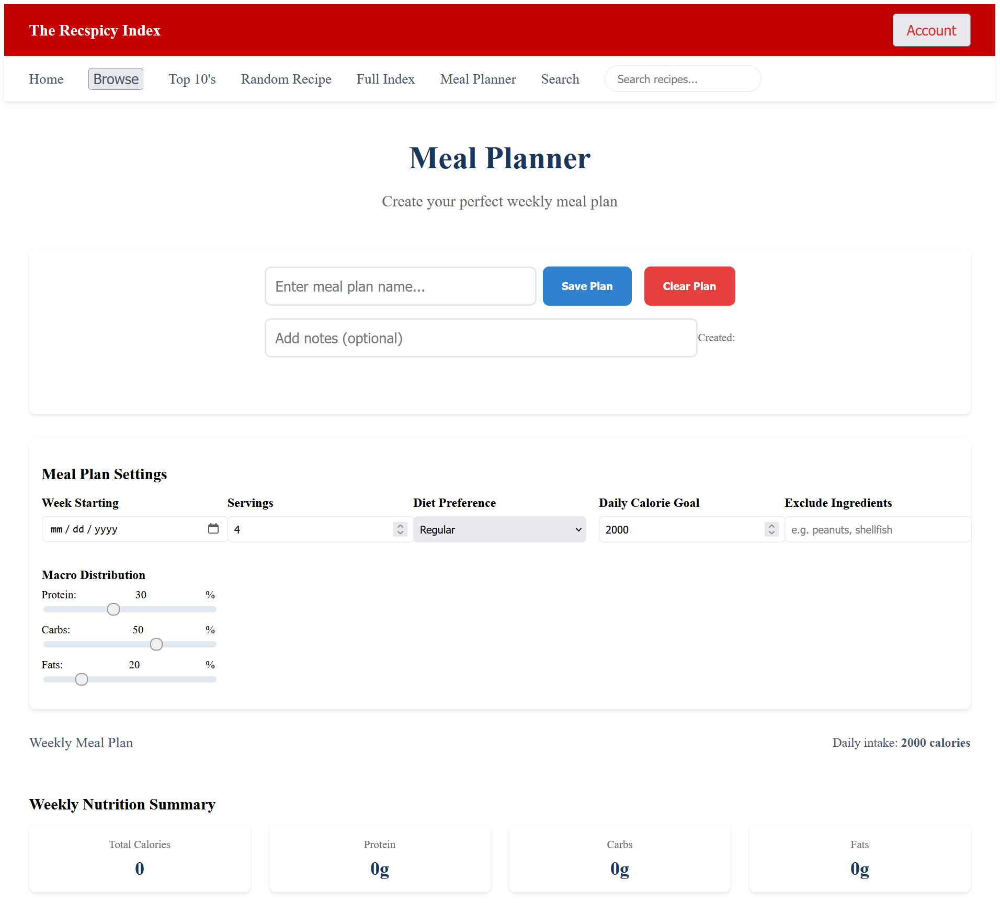 The Recspicy Index
Account
Home Browse Top 10's Random Recipe Full Index Meal Planner Search Search recipes...
Meal Planner
Create your perfect weekly meal plan
Enter meal plan name... Save Plan Clear Plan
Add notes (optional) Created:
Meal Plan Settings
Week Starting Servings Diet Preference Daily Calorie Goal Exclude Ingredients
mm / dd / yyyy 4 Regular 2000 e.g. peanuts, shellfish
Macro Distribution
Protein: 30 %
Carbs: 50 %
Fats: 20 %
Weekly Meal Plan Daily intake: 2000 calories
Weekly Nutrition Summary
Total Calories Protein Carbs Fats
0 0g 0g 0g